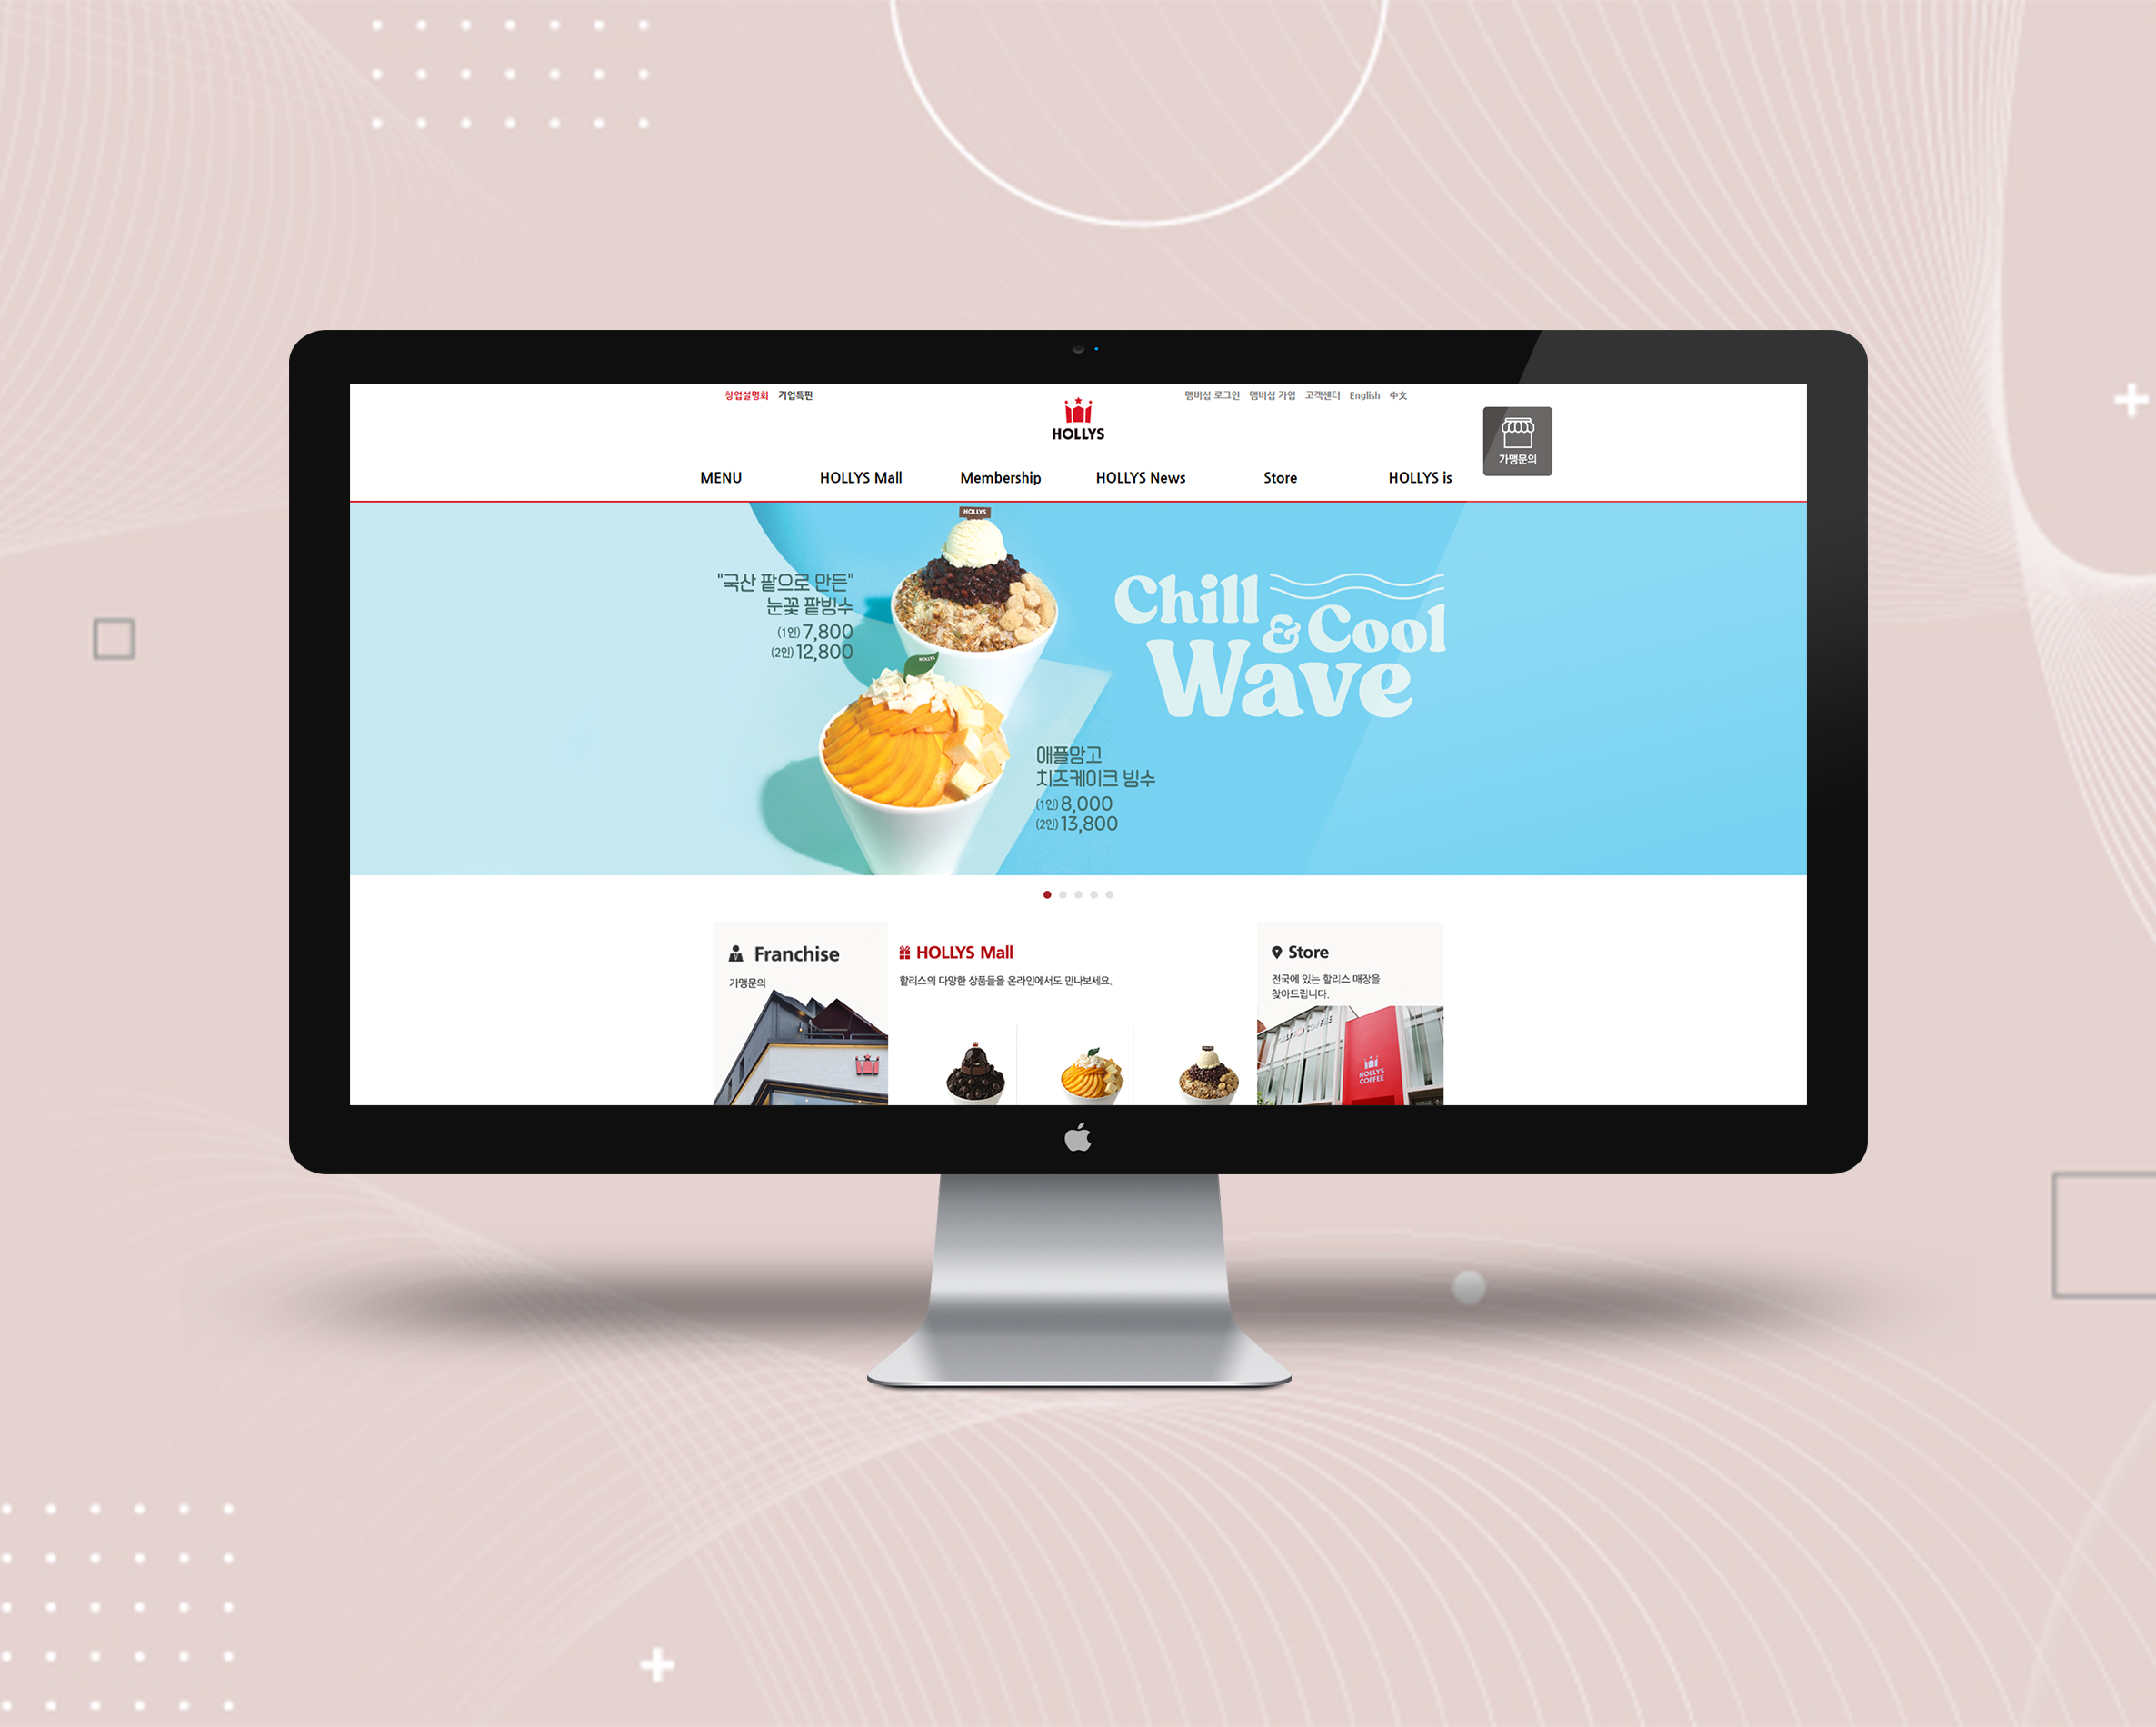 창업설명회 기업특판
멤버십 로그인 멤버십 가입 고객센터 English 中文
HOLLYS
가맹문의
MENU HOLLYS Mall Membership HOLLYS News Store HOLLYS is
HOLLYS
"국산 팥으로 만든"
눈꽃 팥빙수
(1인) 7,800
(2인) 12,800
HOLLYS
Chill
& Cool
Wave
애플망고
치즈케이크 빙수
(1인) 8,000
(2인) 13,800
Franchise
가맹문의
HOLLYS Mall
할리스의 다양한 상품들을 온라인에서도 만나보세요.
Store
전국에 있는 할리스 매장을
찾아드립니다.
HOLLYS
COFFEE